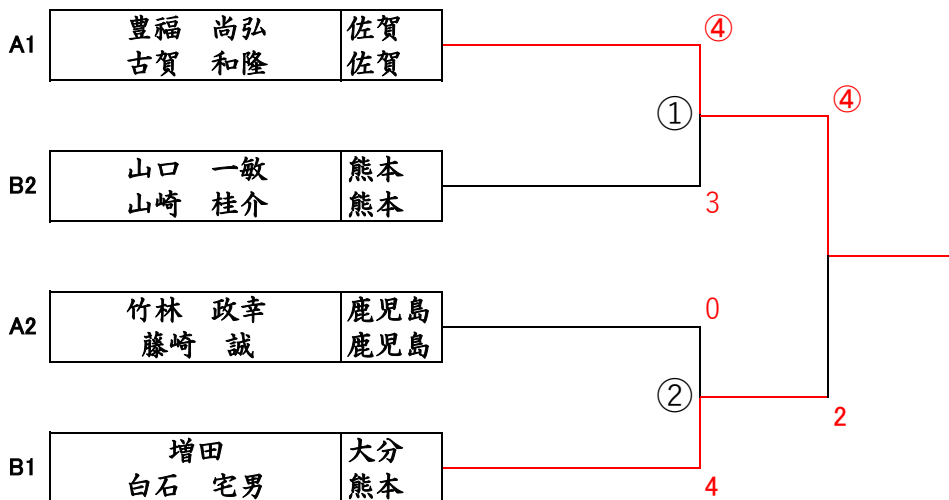 A1
豊福 尚弘 佐賀
古賀 和隆 佐賀
④
①
④
B2
山口 一敏 熊本
山崎 桂介 熊本
3
A2
竹林 政幸 鹿児島
藤崎 誠 鹿児島
0
②
2
B1
増田 大分
白石 宅男 熊本
4